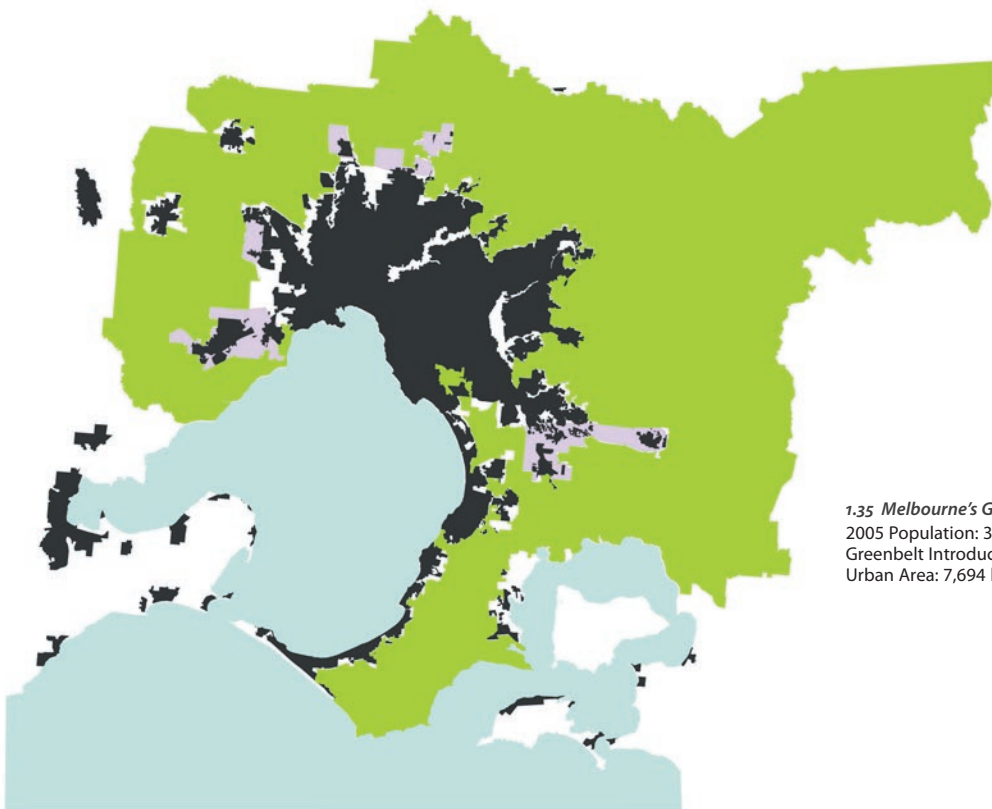 1.35 Melbourne's G
2005 Population: 3
Greenbelt Introduc
Urban Area: 7,694